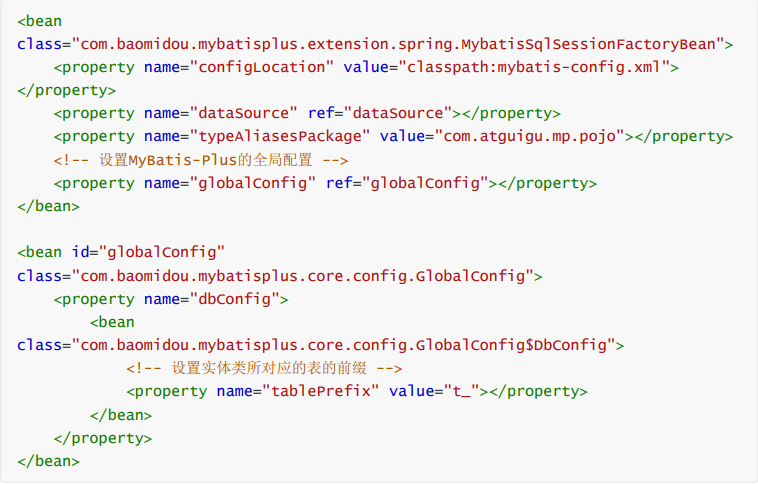 <bean
class="com.baomidou.mybatisplus.extension.spring.MybatisSqlSessionFactoryBean">
    <property name="configLocation" value="classpath:mybatis-config.xml">
</property>
    <property name="dataSource" ref="dataSource"></property>
    <property name="typeAliasesPackage" value="com.atguigu.mp.pojo"></property>
    <!-- 设置MyBatis-Plus的全局配置 -->
    <property name="globalConfig" ref="globalConfig"></property>
</bean>

<bean id="globalConfig"
class="com.baomidou.mybatisplus.core.config.GlobalConfig">
    <property name="dbConfig">
        <bean
class="com.baomidou.mybatisplus.core.config.GlobalConfig$DbConfig">
            <!-- 设置实体类所对应的表的前缀 -->
            <property name="tablePrefix" value="t_"></property>
        </bean>
    </property>
</bean>